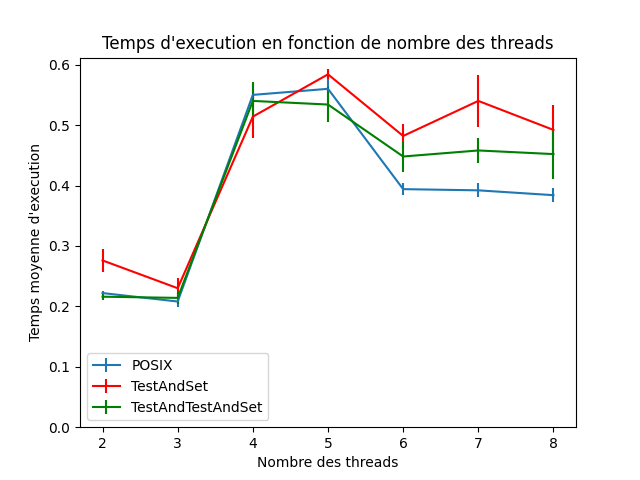 Temps d'execution en fonction de nombre des threads
Temps moyenne d'execution
0.6
0.5
0.4
0.3
0.2
0.1
0.0
POSIX
TestAndSet
TestAndTestAndSet
2 3 4 5 6 7 8
Nombre des threads